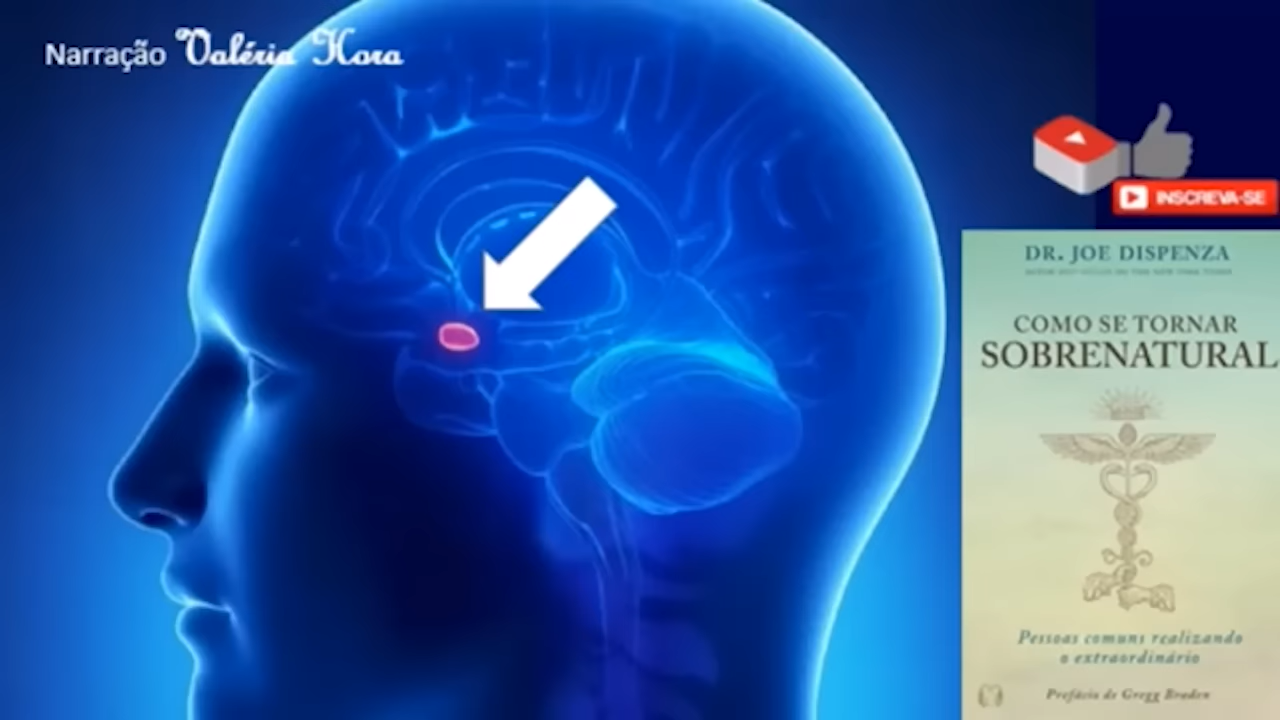 Narração Valéria Hora
INSCREVA-SE
DR. JOE DISPENZA
COMO SE TORNAR
SOBRENATURAL
Pessoas comuns realizando
o extraordinário
Prefácio de Gregg Braden